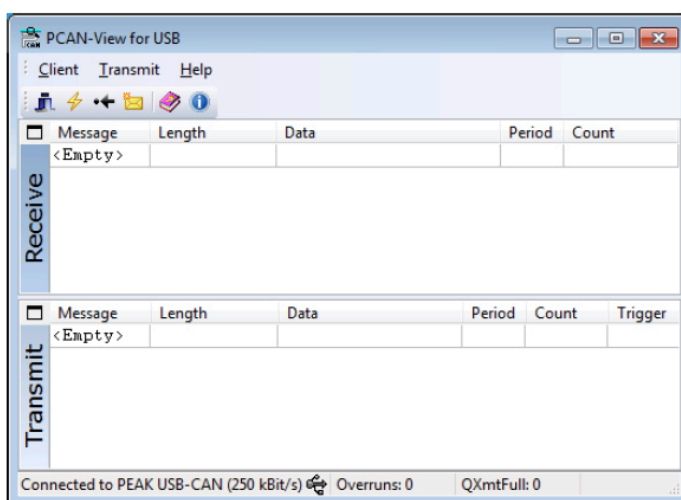 PCAN-View for USB
Client Transmit Help
Message Length Data Period Count
<Empty>
Receive
Message Length Data Period Count Trigger
<Empty>
Transmit
Connected to PEAK USB-CAN (250 kBit/s) Overruns: 0 QXmtFull: 0